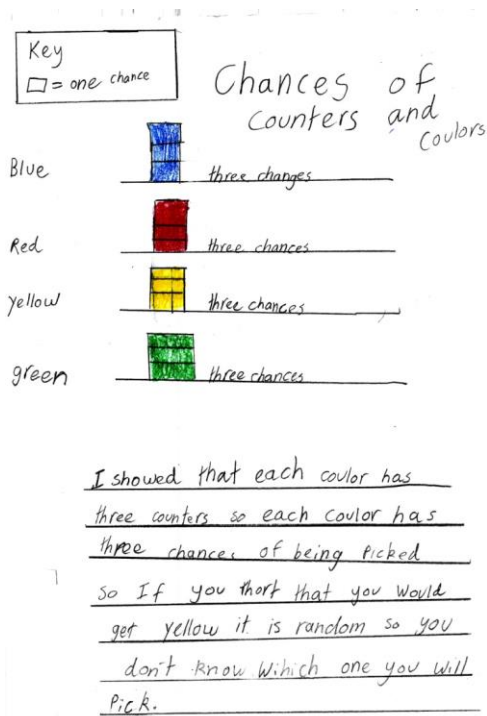 Key
□ = one chance
Chances of
counters and
coulors
Blue three changes
Red three chances
yellow three chances
green three chances
I showed that each coulor has
three counters so each coulor has
three chances of being Picked
So If you thort that you would
get yellow it is random so you
don't know wihich one you will
Pick.